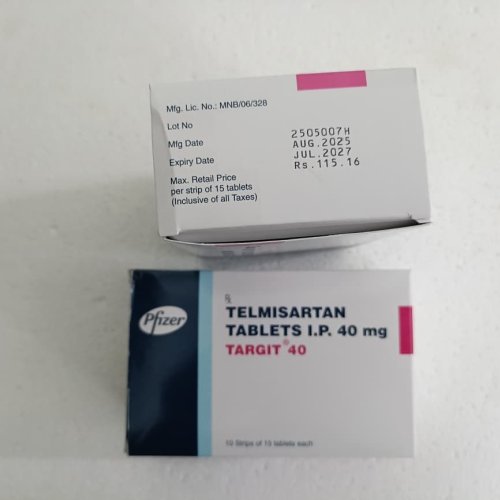 Mfg. Lic. No.: MNB/06/328
Lot No 2505007H
Mfg Date AUG.2025
Expiry Date JUL.2027
Max. Retail Price Rs.115.16
per strip of 15 tablets
(Inclusive of all Taxes)
Pfizer
Rx
TELMISARTAN
TABLETS I.P. 40 mg
TARGIT® 40
10 Strips of 15 tablets each